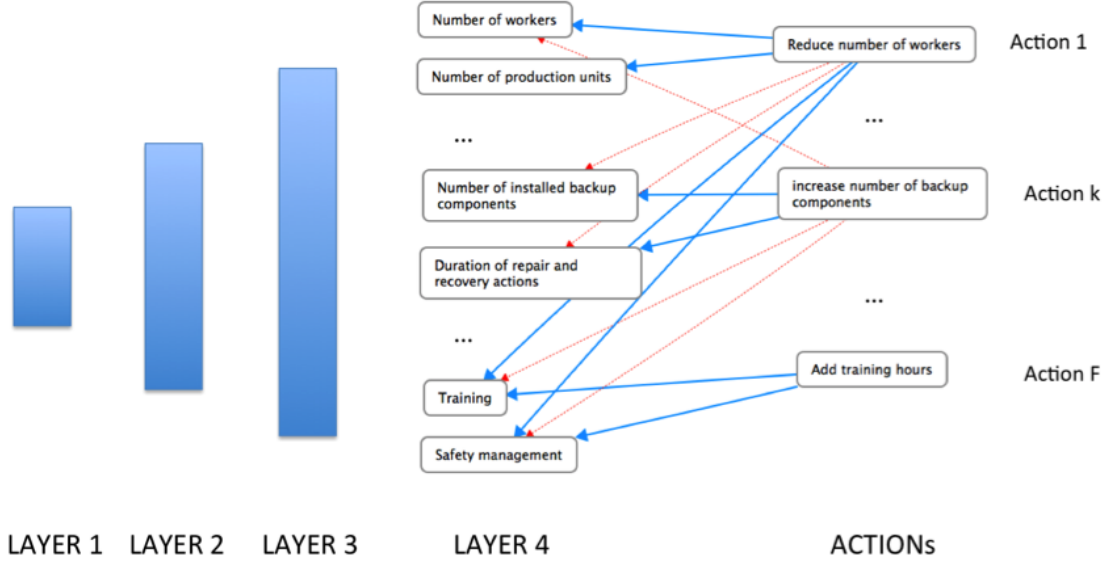 Number of workers
Reduce number of workers
Action 1
Number of production units
...
...
Number of installed backup
components
increase number of backup
components
Action k
Duration of repair and
recovery actions
...
...
Add training hours
Action F
Training
Safety management
LAYER 1
LAYER 2
LAYER 3
LAYER 4
ACTIONs